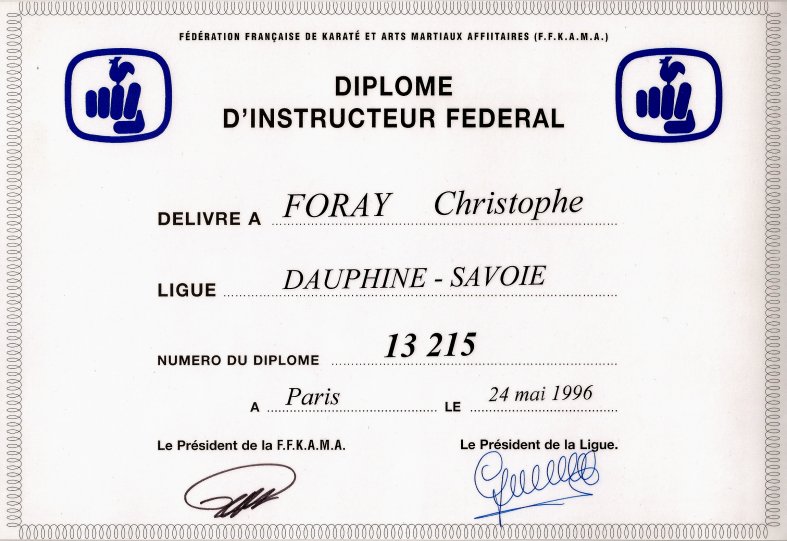 FÉDÉRATION FRANÇAISE DE KARATÉ ET ARTS MARTIAUX AFFIITAIRES (F.F.K.A.M.A.)
DIPLOME
D'INSTRUCTEUR FEDERAL
DELIVRE A FORAY Christophe
LIGUE DAUPHINE - SAVOIE
NUMERO DU DIPLOME 13 215
A Paris LE 24 mai 1996
Le Président de la F.F.K.A.M.A. Le Président de la Ligue.